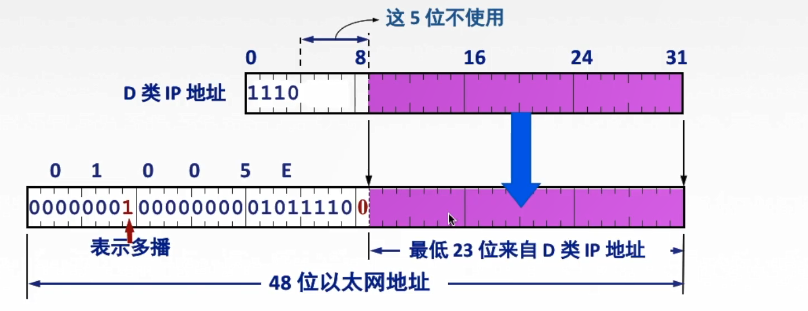 这 5 位不使用
0 8 16 24 31
D 类 IP 地址 1110
0 1 0 0 5 E
00000001 00000000 01011110 0
表示多播
最低 23 位来自 D 类 IP 地址
48 位以太网地址